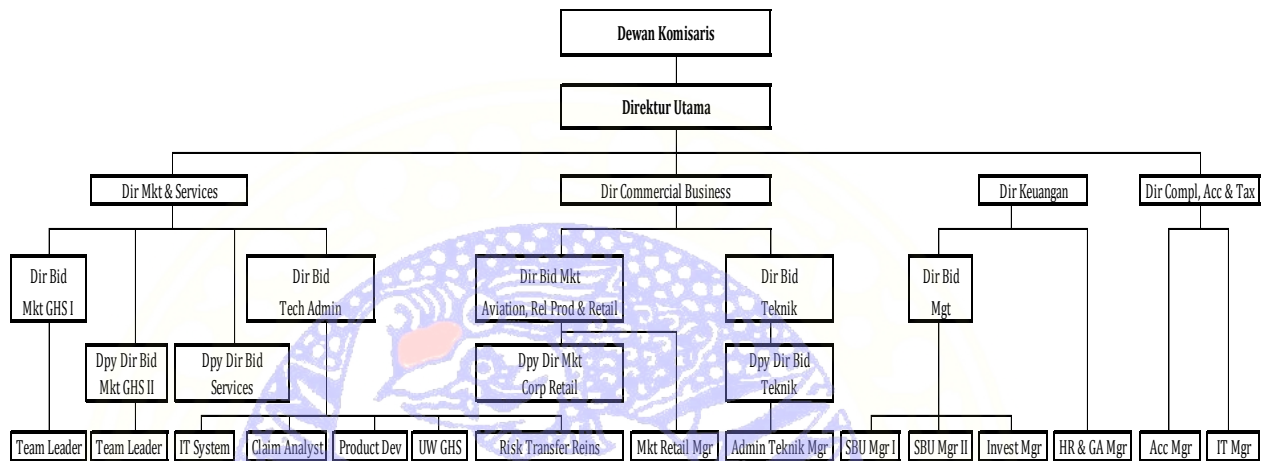 Dewan Komisaris
Direktur Utama
Dir Mkt & Services
Dir Commercial Business
Dir Keuangan
Dir Compl, Acc & Tax
Dir Bid
Mkt GHS I
Dir Bid
Tech Admin
Dir Bid Mkt
Aviation, Rel Prod & Retail
Dir Bid
Teknik
Dir Bid
Mgt
Dpy Dir Bid
Mkt GHS II
Dpy Dir Bid
Services
Dpy Dir Mkt
Corp Retail
Dpy Dir Bid
Teknik
Team Leader
Team Leader
IT System
Claim Analyst
Product Dev
UW GHS
Risk Transfer Reins
Mkt Retail Mgr
Admin Teknik Mgr
SBU Mgr I
SBU Mgr II
Invest Mgr
HR & GA Mgr
Acc Mgr
IT Mgr